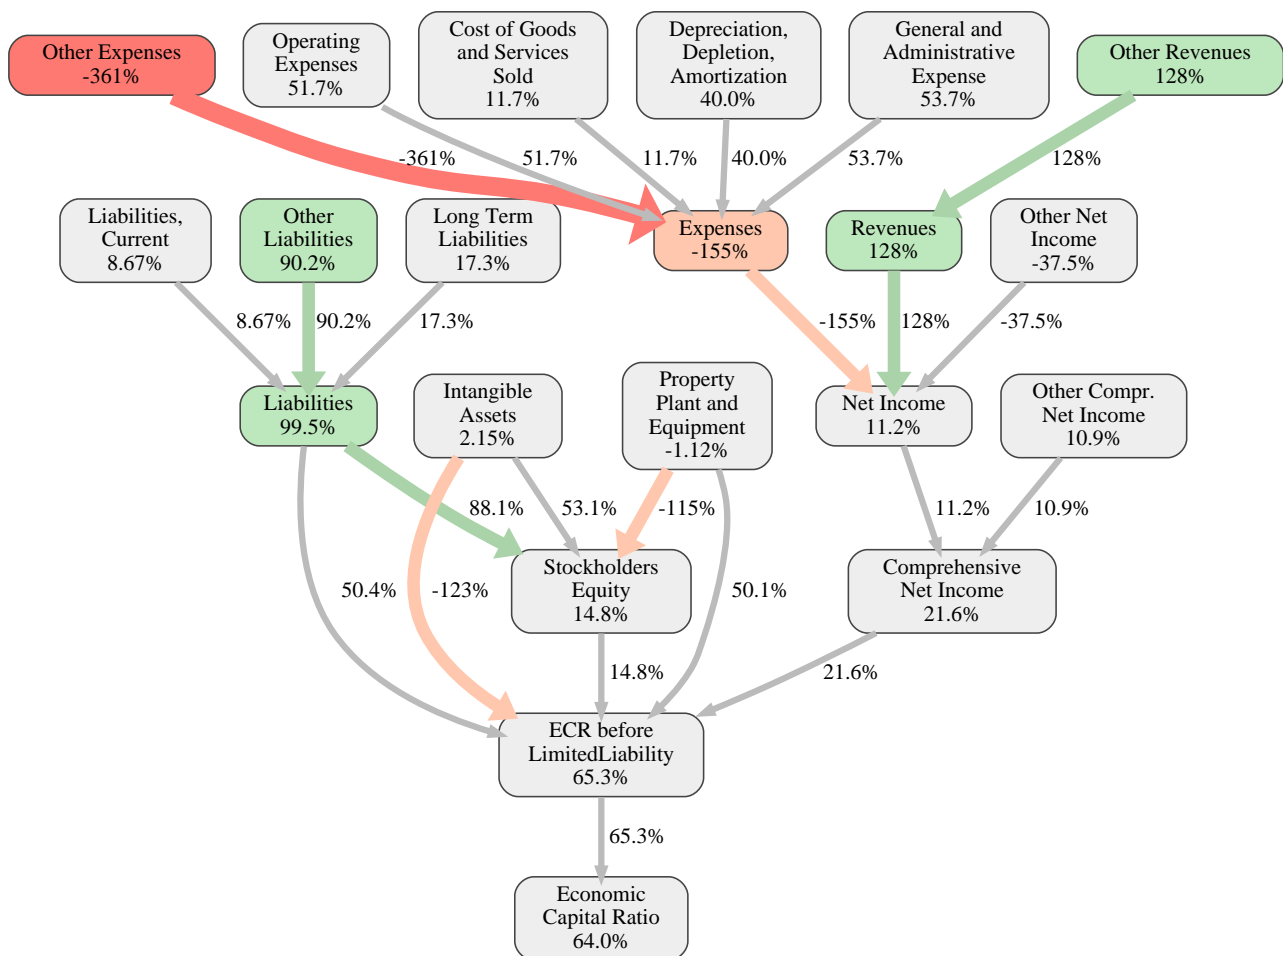 Other Expenses
-361%
Operating
Expenses
51.7%
Cost of Goods
and Services
Sold
11.7%
Depreciation,
Depletion,
Amortization
40.0%
General and
Administrative
Expense
53.7%
Other Revenues
128%
-361%
51.7%
11.7%
40.0%
53.7%
128%
Liabilities,
Current
8.67%
Other
Liabilities
90.2%
Long Term
Liabilities
17.3%
Expenses
-155%
Revenues
128%
Other Net
Income
-37.5%
8.67%
90.2%
17.3%
-155%
128%
-37.5%
Liabilities
99.5%
Intangible
Assets
2.15%
Property
Plant and
Equipment
-1.12%
Net Income
11.2%
Other Compr.
Net Income
10.9%
88.1%
53.1%
-115%
11.2%
10.9%
50.4%
-123%
Stockholders
Equity
14.8%
50.1%
Comprehensive
Net Income
21.6%
14.8%
21.6%
ECR before
LimitedLiability
65.3%
65.3%
Economic
Capital Ratio
64.0%